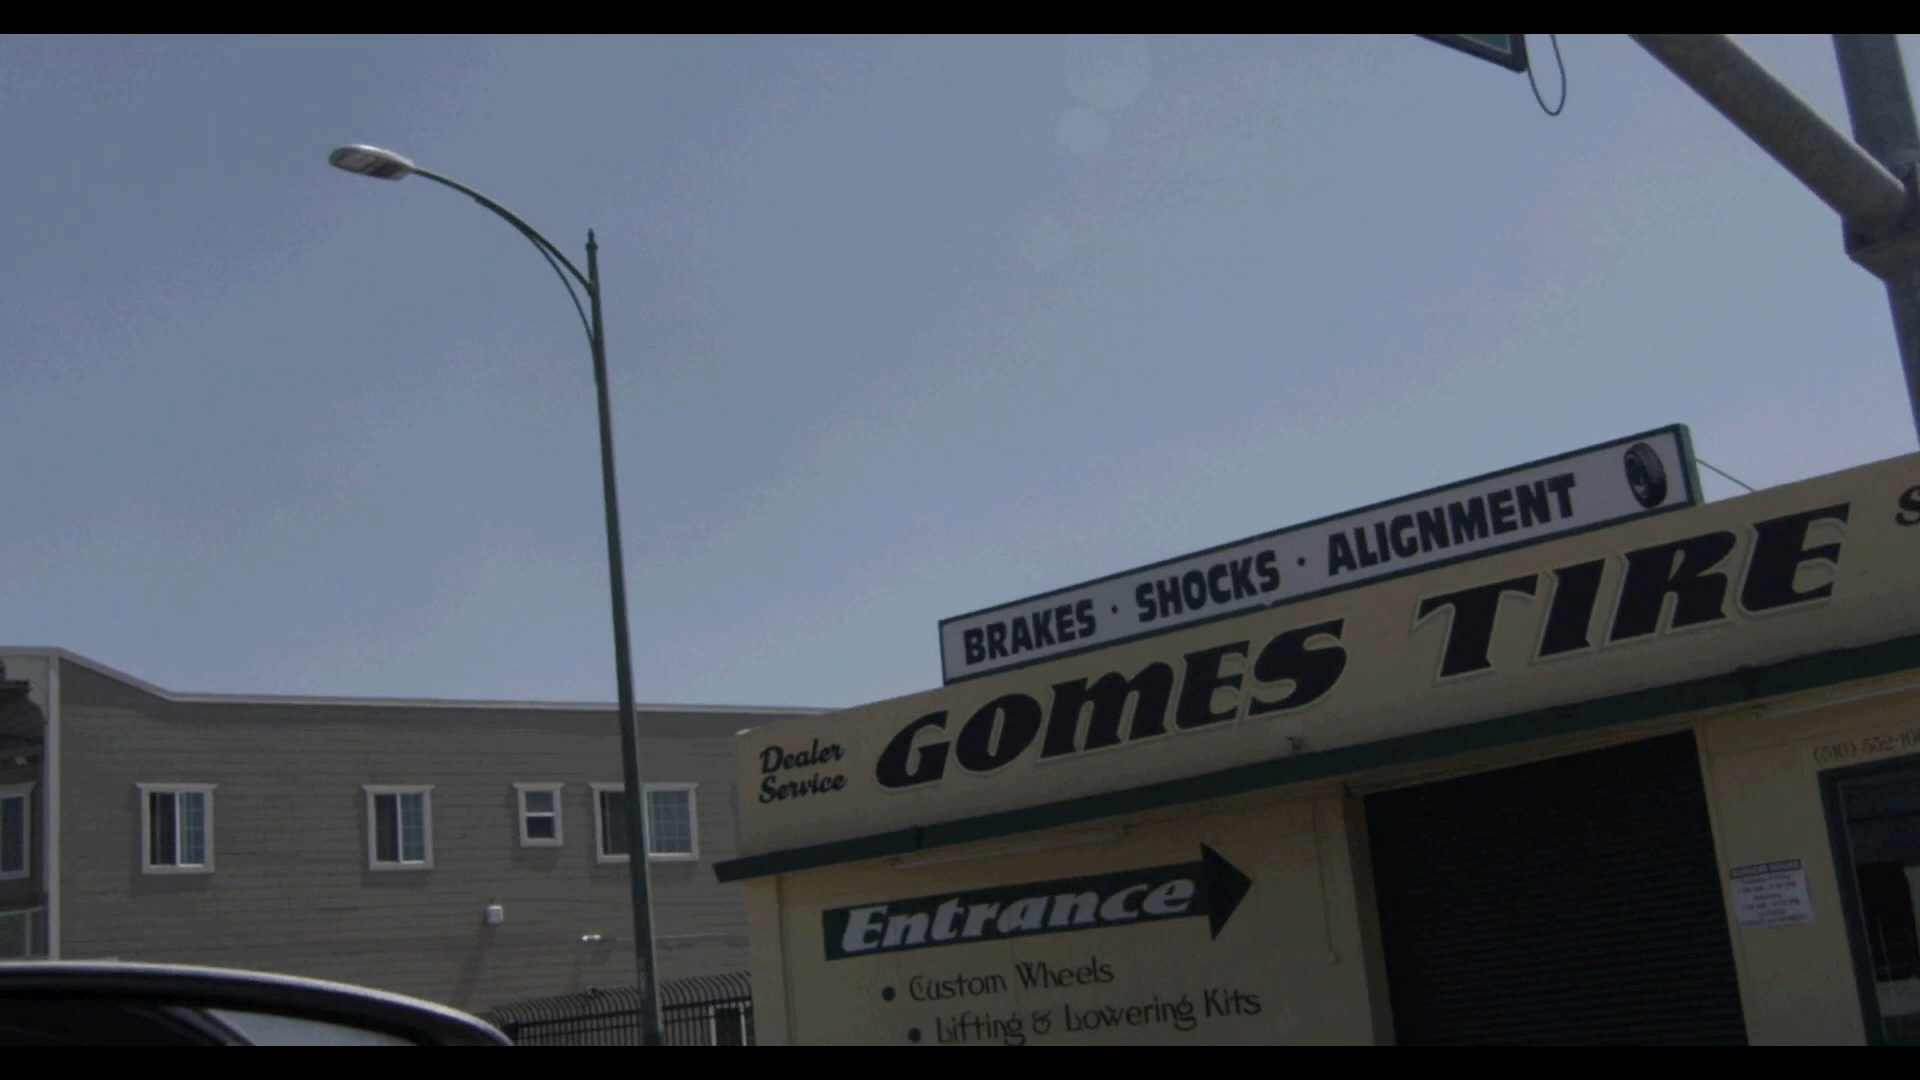 BRAKES · SHOCKS · ALIGNMENT
GOMES TIRE S
Dealer
Service
Entrance
• Custom Wheels
• Lifting & Lowering Kits